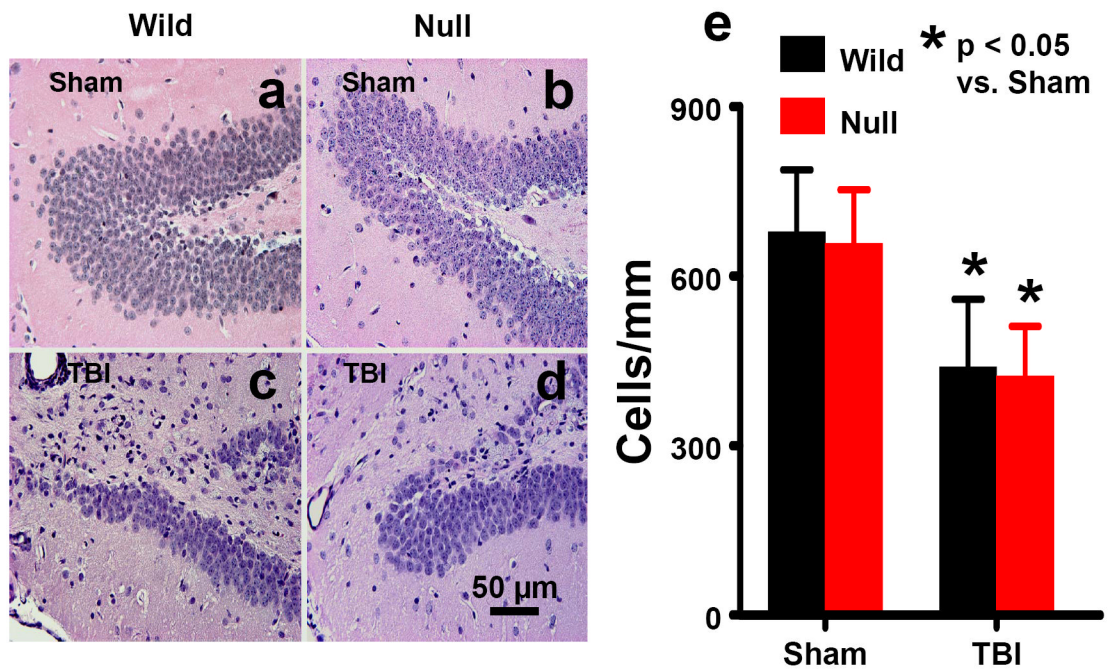 Wild
Null
Sham
a
Sham
b
TBI
c
TBI
d
50 µm
e
Wild
Null
* p < 0.05
vs. Sham
Cells/mm
900
600
300
0
*
*
Sham
TBI